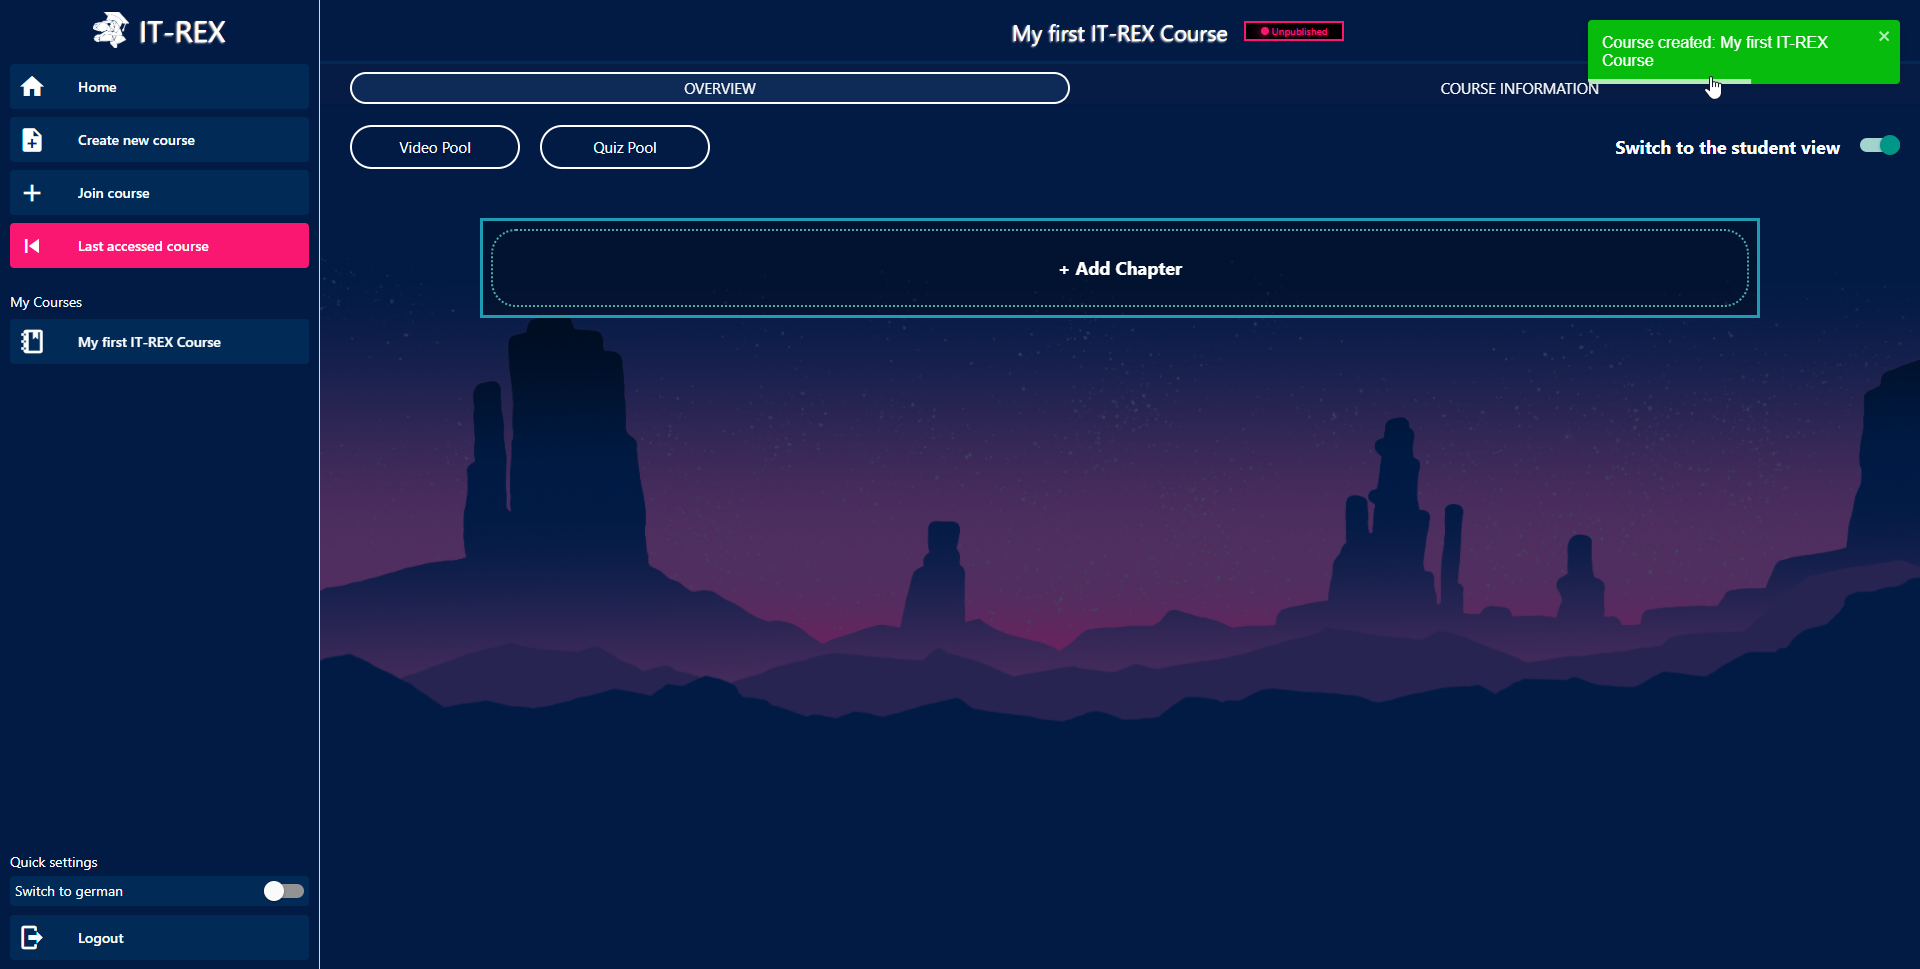 IT-REX
Home
Create new course
Join course
Last accessed course
My Courses
My first IT-REX Course
Quick settings
Switch to german
Logout
My first IT-REX Course
Unpublished
Course created: My first IT-REX
Course
OVERVIEW
COURSE INFORMATION
Video Pool
Quiz Pool
Switch to the student view
+ Add Chapter